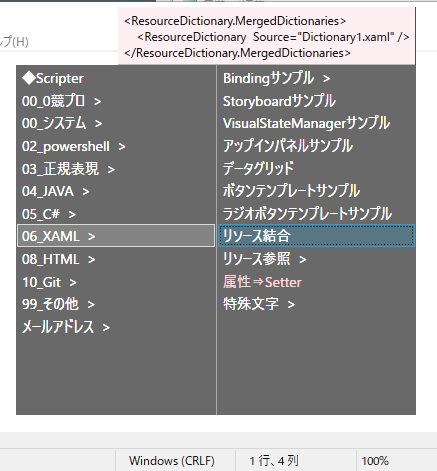 <ResourceDictionary.MergedDictionaries>
<ResourceDictionary Source="Dictionary1.xaml" />
</ResourceDictionary.MergedDictionaries>
プ(H)
◆Scripter
00_0競プロ >
00_システム >
02_powershell >
03_正規表現 >
04_JAVA >
05_C# >
06_XAML >
08_HTML >
10_Git >
99_その他 >
メールアドレス >
Bindingサンプル >
Storyboardサンプル
VisualStateManagerサンプル
アップインパネルサンプル
データグリッド
ボタンテンプレートサンプル
ラジオボタンテンプレートサンプル
リソース結合
リソース参照 >
属性⇒Setter
特殊文字 >
Windows (CRLF)
1 行、4 列
100%